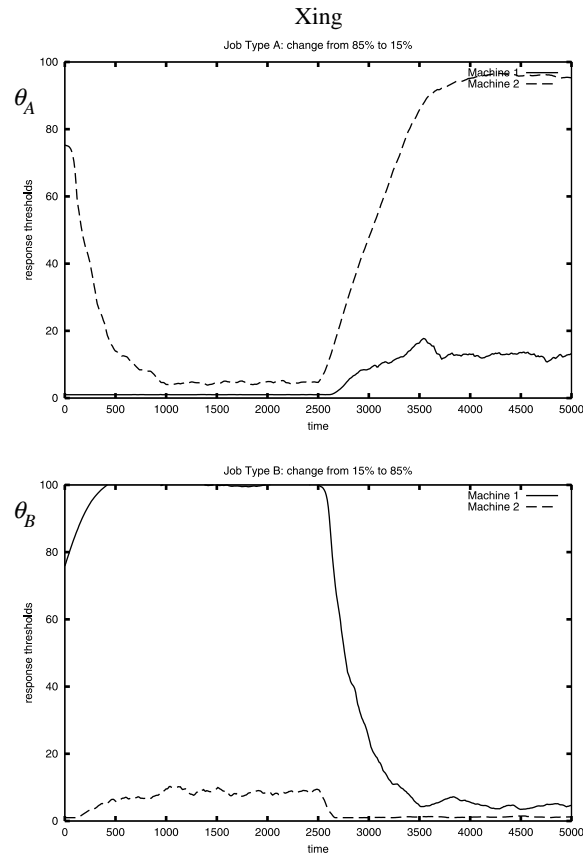 Xing
Job Type A: change from 85% to 15%
θA
response thresholds
100
80
60
40
20
0
Machine 1
Machine 2
0 500 1000 1500 2000 2500 3000 3500 4000 4500 5000
time
Job Type B: change from 15% to 85%
θB
response thresholds
100
80
60
40
20
0
Machine 1
Machine 2
0 500 1000 1500 2000 2500 3000 3500 4000 4500 5000
time